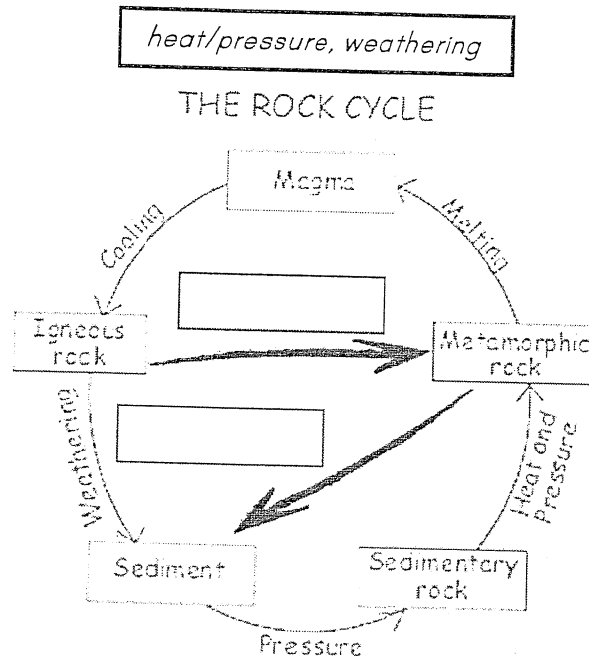 heat/pressure, weathering
THE ROCK CYCLE
Magma
Cooling
Melting
Igneous
rock
Metamorphic
rock
Weathering
Heat and
pressure
Sediment
Sedimentary
rock
Pressure